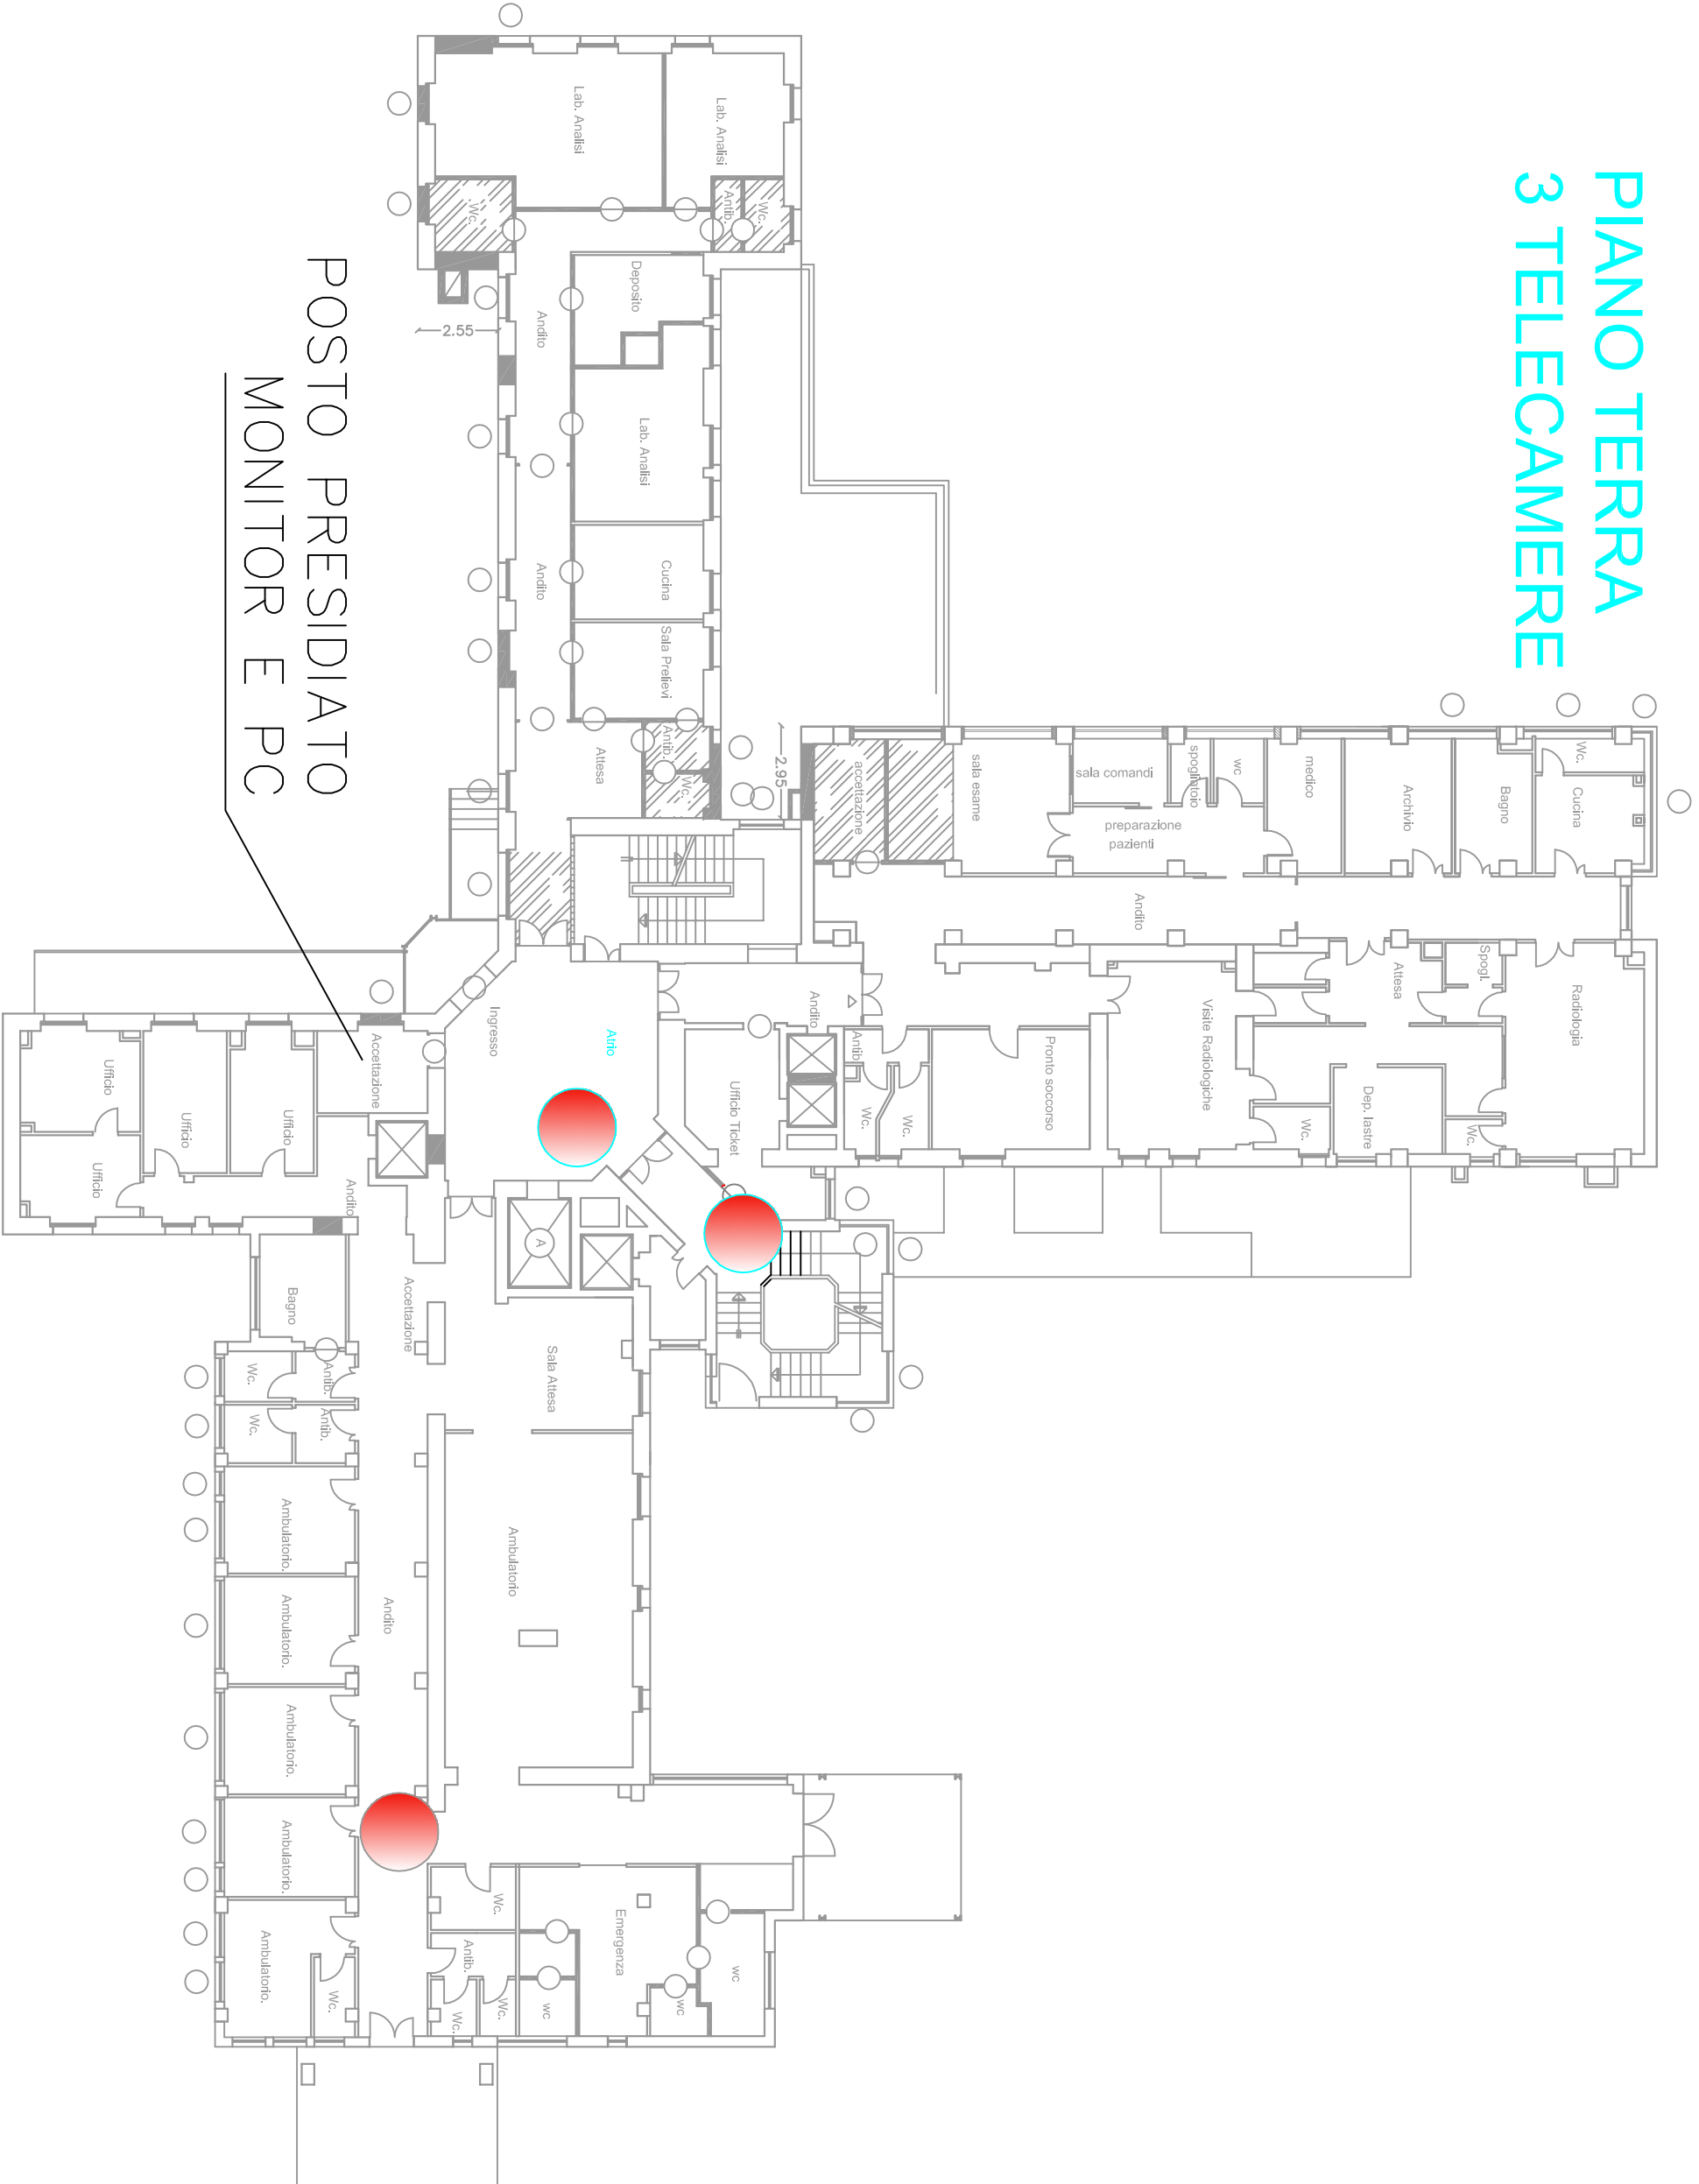 PIANO TERRA
3 TELECAMERE
POSTO PRESIDIATO
MONITOR E PC
Lab. Analisi
Lab. Analisi
Wc.
Antib.
Wc.
Deposito
Andito
2.55
Lab. Analisi
Andito
Cucina
Sala Prelievi
Antib.
Wc.
Attesa
2.95
accettazione
sala esame
sala comandi
spogliatoio
wc
medico
Archivio
Bagno
Wc.
Cucina
preparazione
pazienti
Andito
Spogl.
Attesa
Radiologia
Visite Radiologiche
Dep. lastre
Wc.
Wc.
Pronto soccorso
Antib.
Wc.
Wc.
Andito
Ufficio Ticket
Atrio
Ingresso
Accettazione
Ufficio
Ufficio
Ufficio
Ufficio
Andito
A
Bagno
Accettazione
Sala Attesa
Wc.
Antib.
Wc.
Antib.
Ambulatorio.
Ambulatorio
Andito
Ambulatorio.
Ambulatorio.
Ambulatorio.
Ambulatorio.
Wc.
Wc.
Antib.
Wc.
Wc.
wc
Emergenza
wc
wc